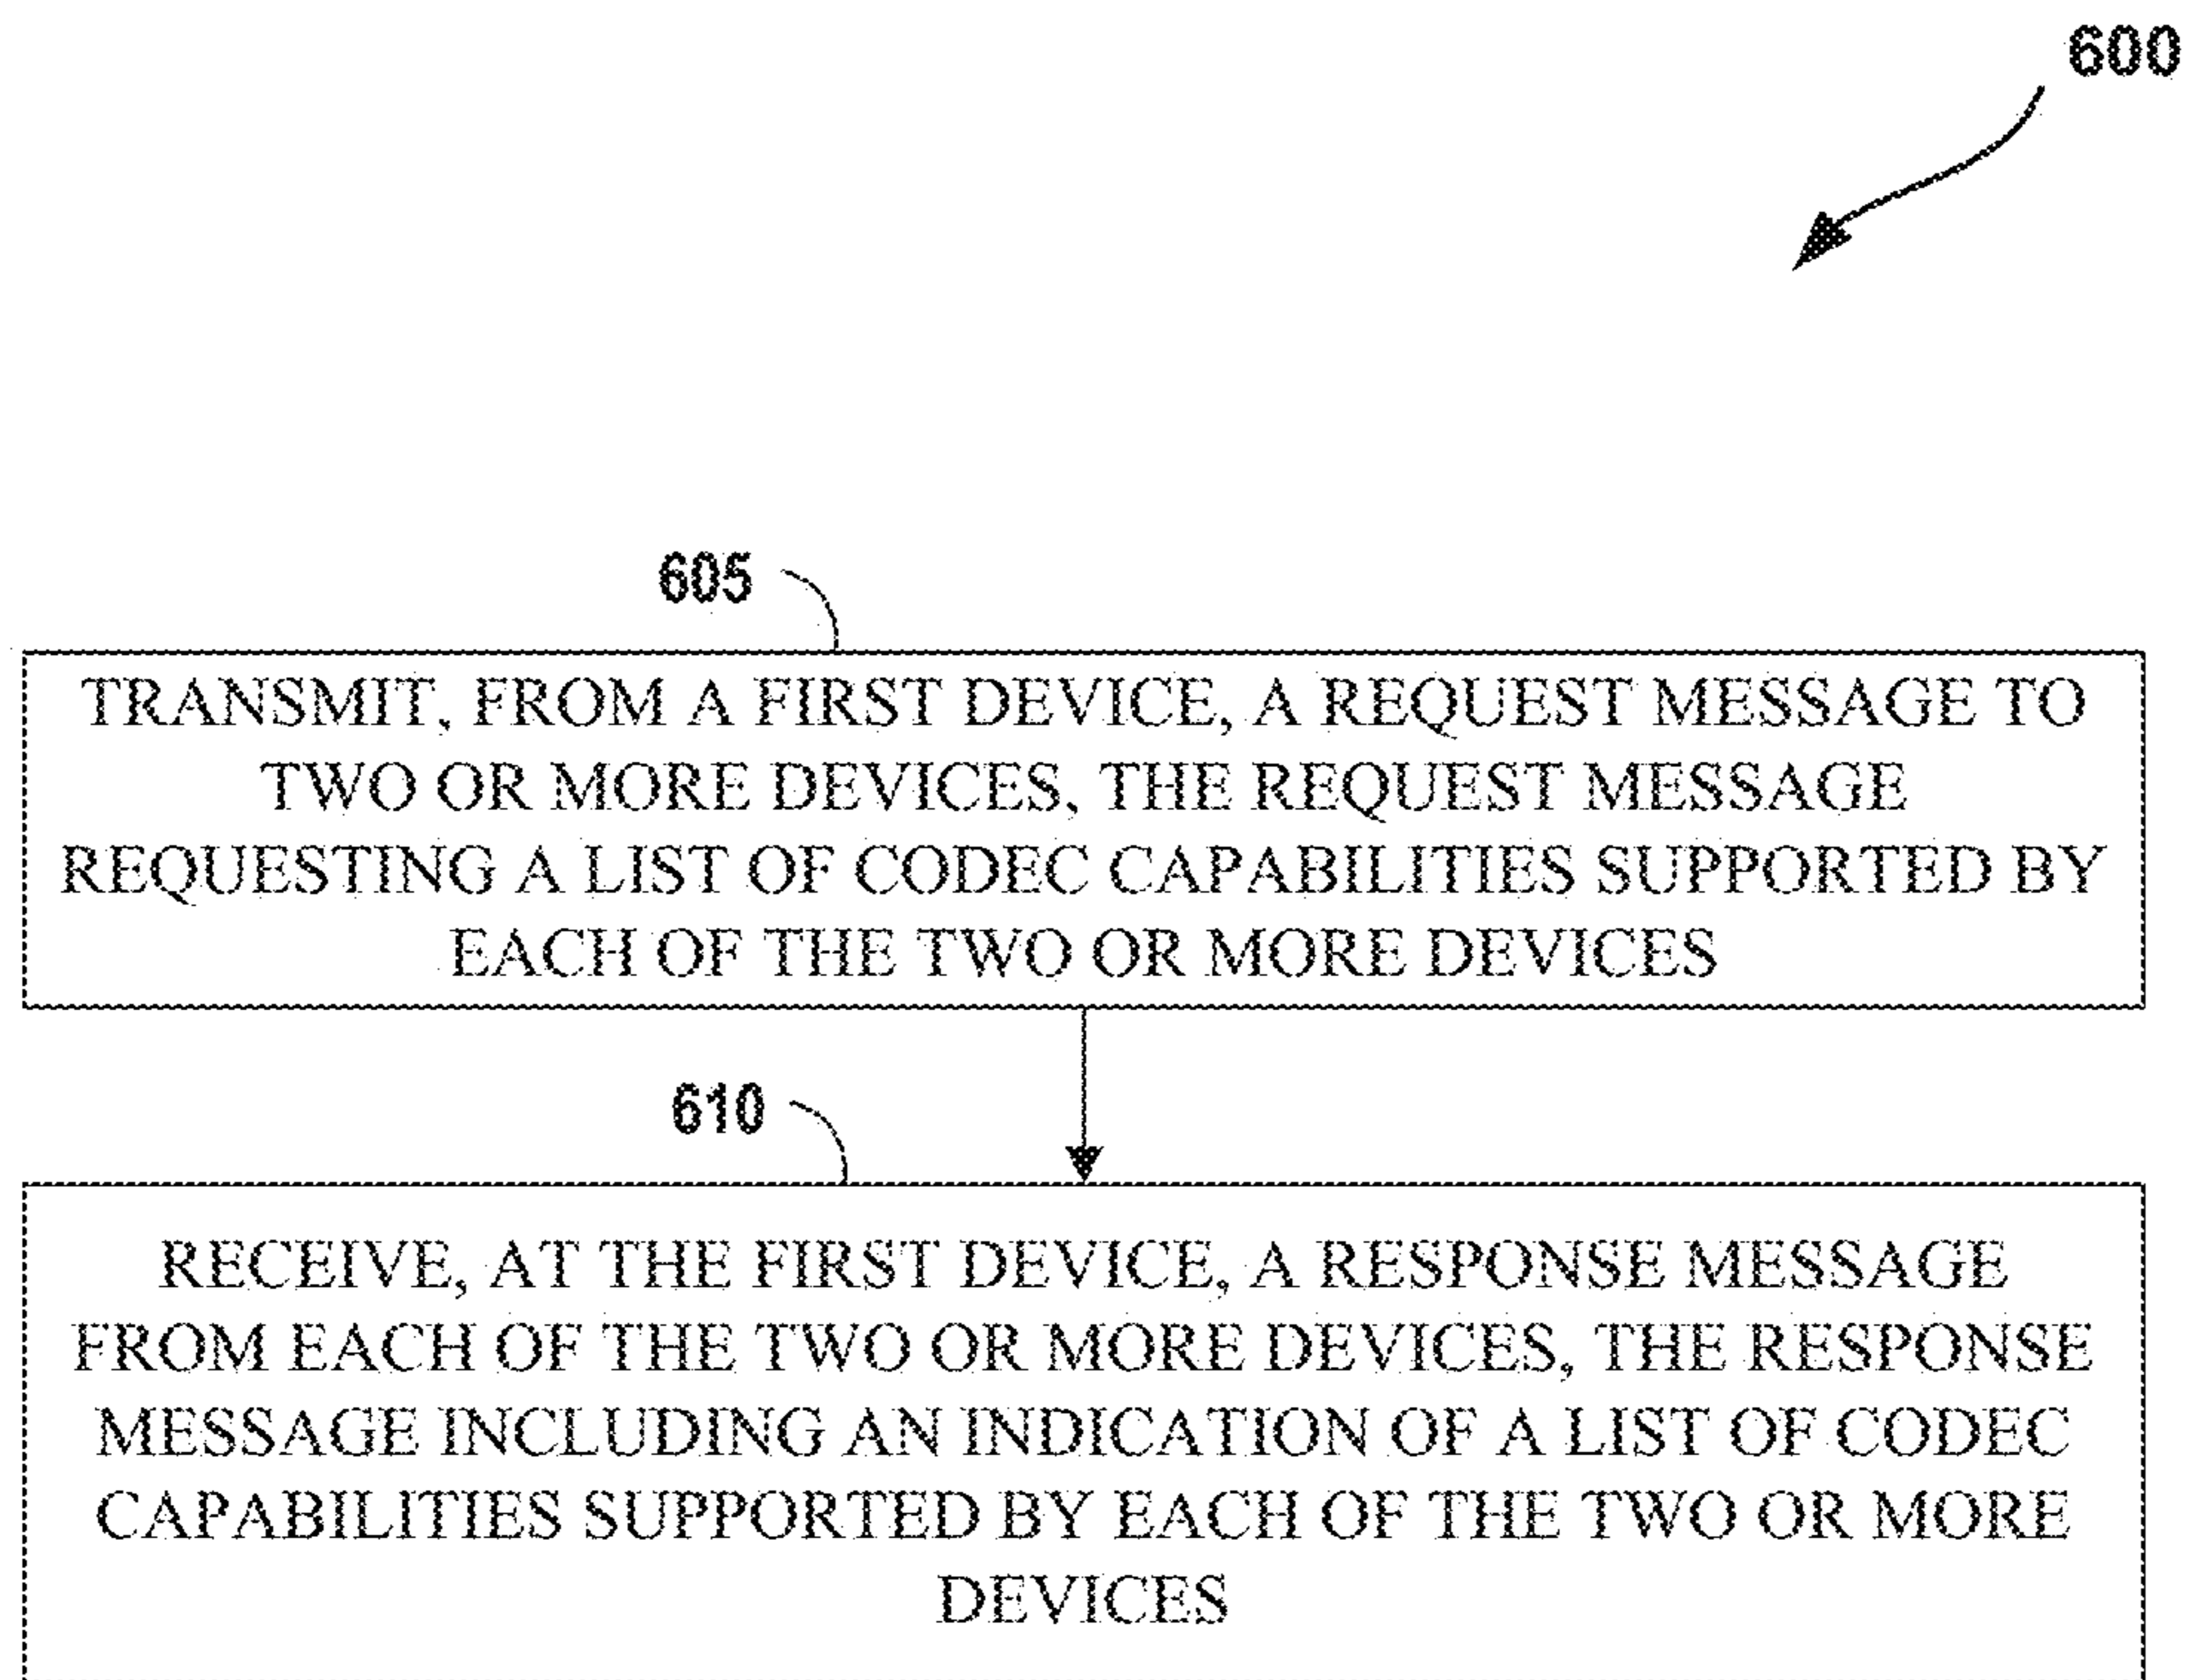 600
605
TRANSMIT, FROM A FIRST DEVICE, A REQUEST MESSAGE TO
TWO OR MORE DEVICES, THE REQUEST MESSAGE
REQUESTING A LIST OF CODEC CAPABILITIES SUPPORTED BY
EACH OF THE TWO OR MORE DEVICES
610
RECEIVE, AT THE FIRST DEVICE, A RESPONSE MESSAGE
FROM EACH OF THE TWO OR MORE DEVICES, THE RESPONSE
MESSAGE INCLUDING AN INDICATION OF A LIST OF CODEC
CAPABILITIES SUPPORTED BY EACH OF THE TWO OR MORE
DEVICES